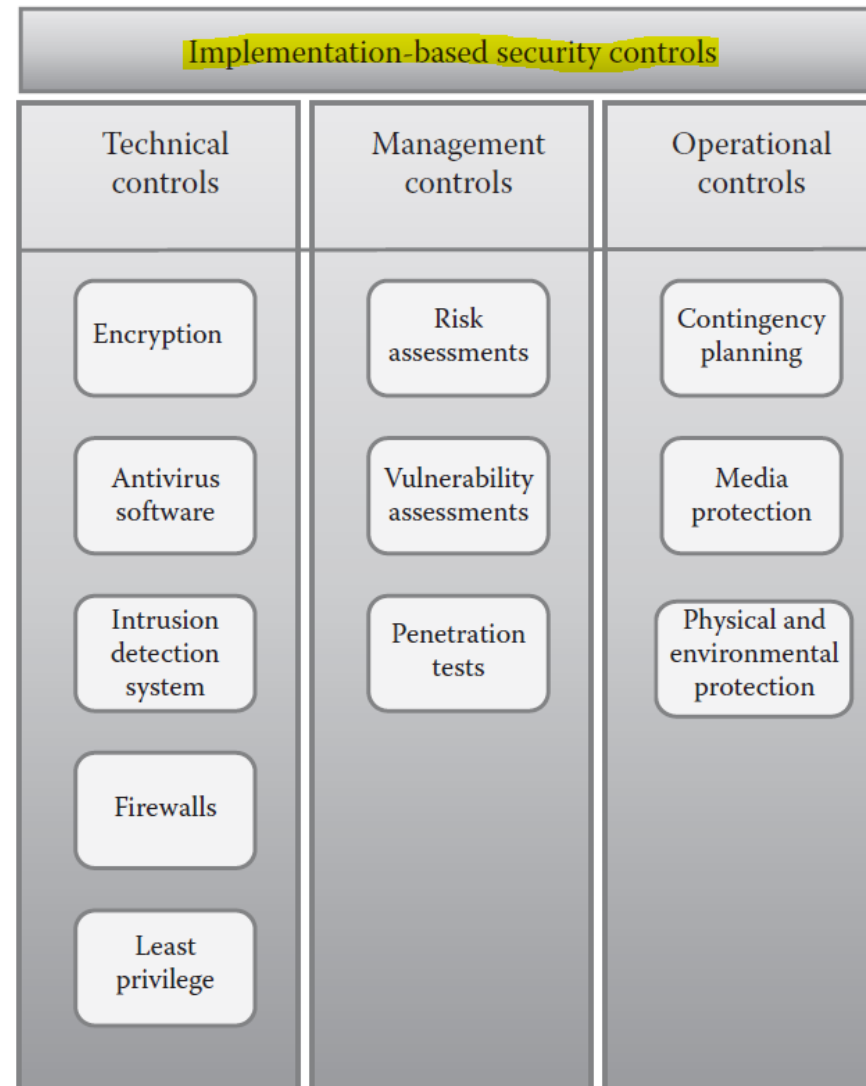 Implementation-based security controls
Technical
controls
Encryption
Antivirus
software
Intrusion
detection
system
Firewalls
Least
privilege
Management
controls
Risk
assessments
Vulnerability
assessments
Penetration
tests
Operational
controls
Contingency
planning
Media
protection
Physical and
environmental
protection